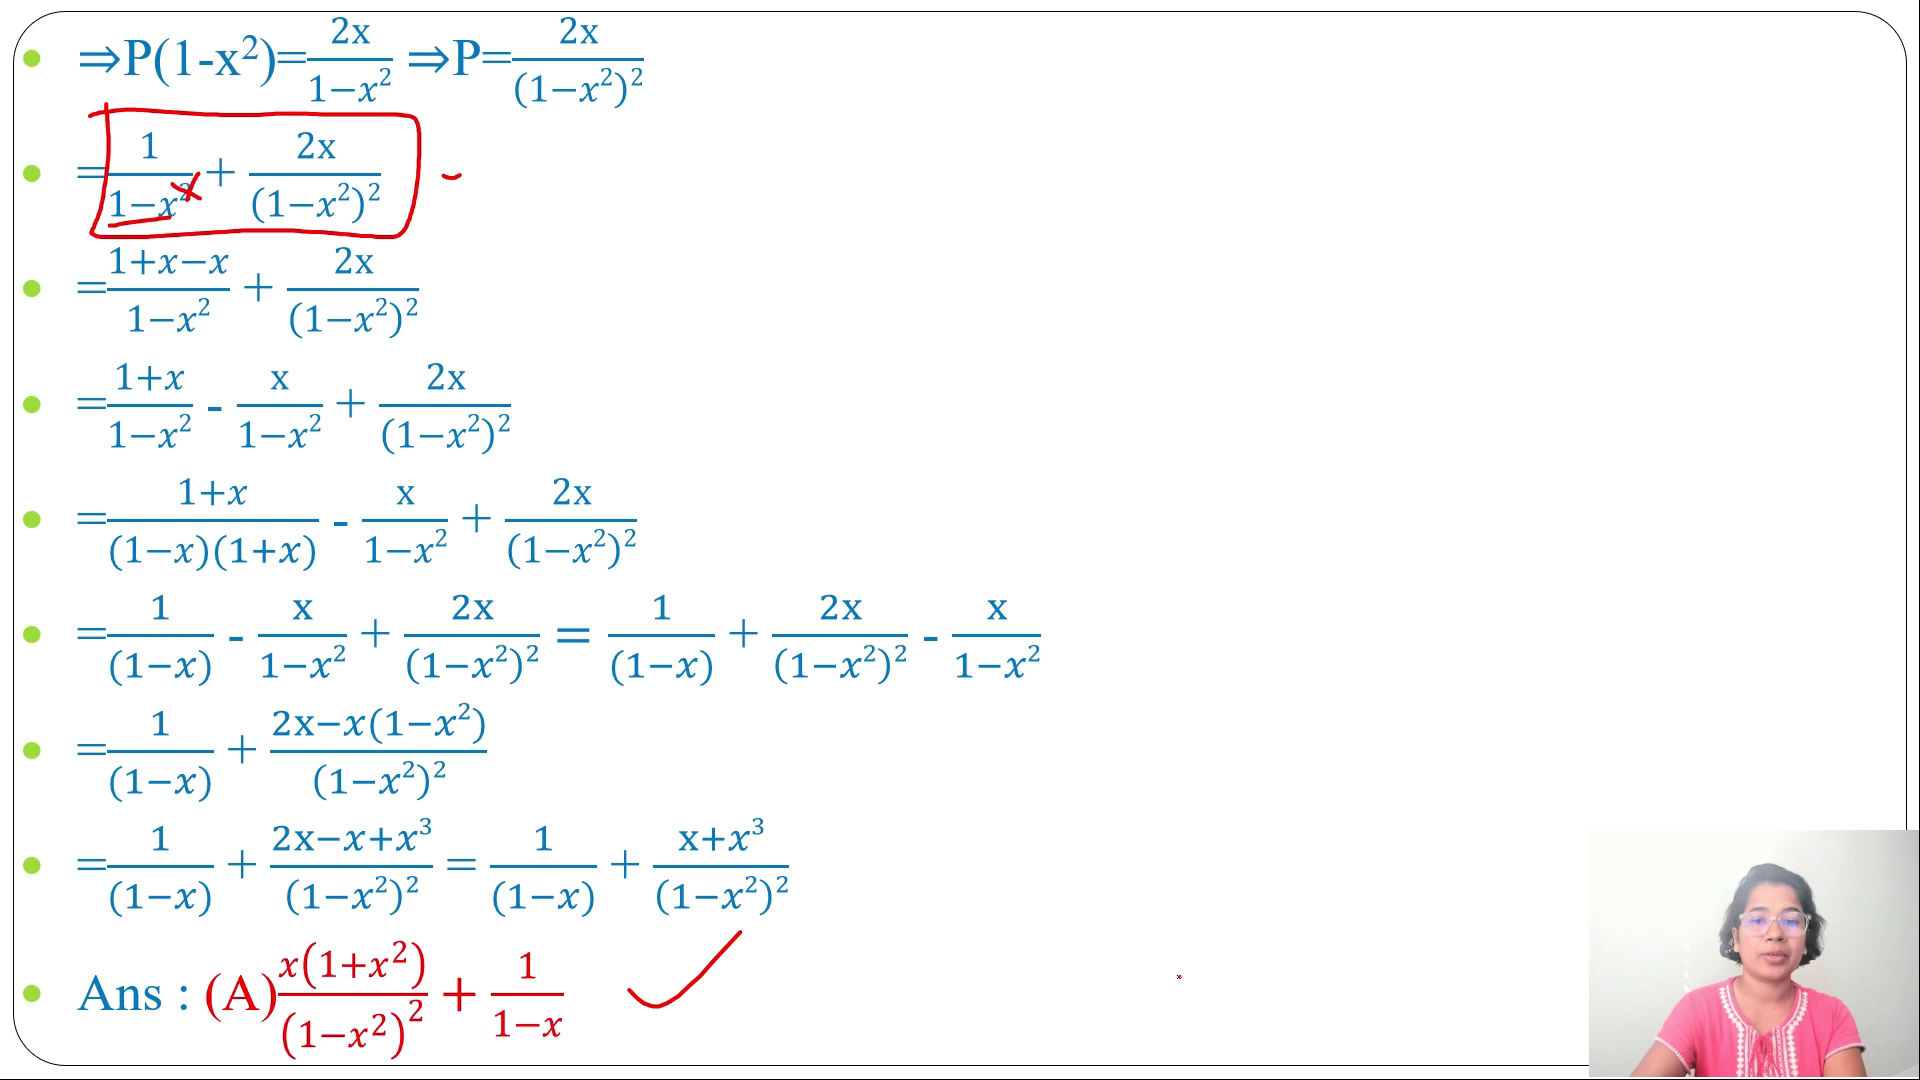 ⇒P(1-x²)=2x/(1−x²) ⇒P=2x/(1−x²)²
=1/(1−x²) + 2x/(1−x²)²
=(1+x−x)/(1−x²) + 2x/(1−x²)²
=(1+x)/(1−x²) - x/(1−x²) + 2x/(1−x²)²
=(1+x)/((1−x)(1+x)) - x/(1−x²) + 2x/(1−x²)²
=1/(1−x) - x/(1−x²) + 2x/(1−x²)² = 1/(1−x) + 2x/(1−x²)² - x/(1−x²)
=1/(1−x) + (2x−x(1−x²))/(1−x²)²
=1/(1−x) + (2x−x+x³)/(1−x²)² = 1/(1−x) + (x+x³)/(1−x²)²
Ans : (A) x(1+x²)/(1−x²)² + 1/(1−x)